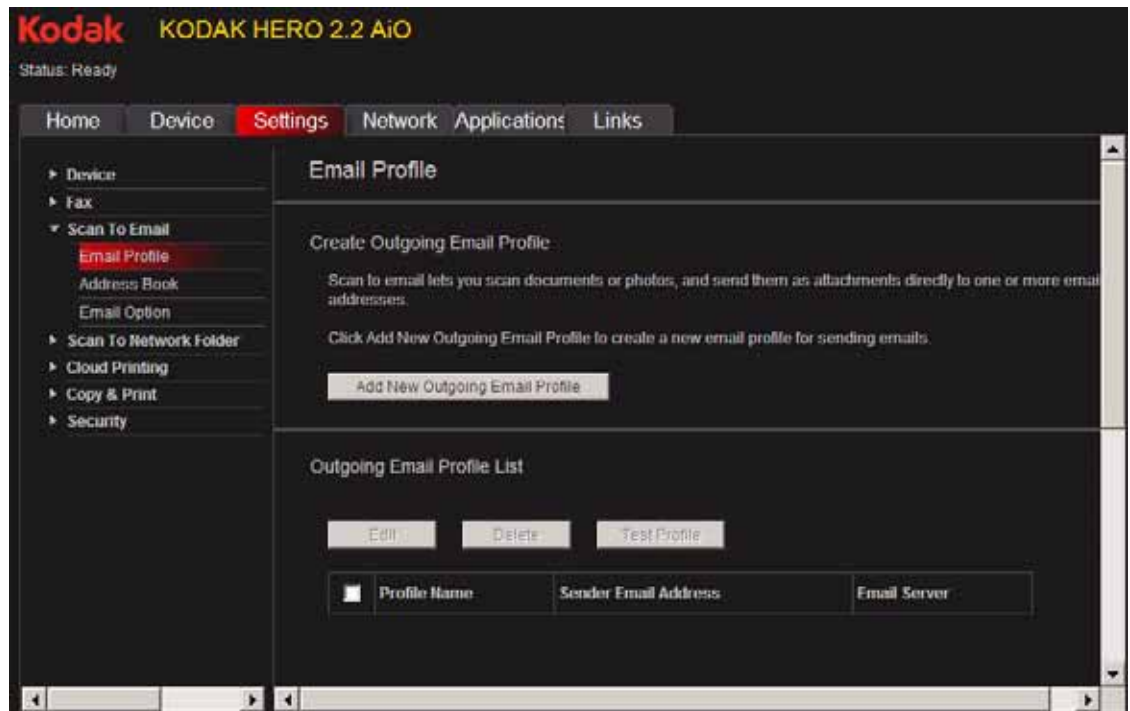 Kodak KODAK HERO 2.2 AiO
Status: Ready
Home Device Settings Network Applications Links
Device
Fax
Scan To Email
Email Profile
Address Book
Email Option
Scan To Network Folder
Cloud Printing
Copy & Print
Security
Email Profile
Create Outgoing Email Profile
Scan to email lets you scan documents or photos, and send them as attachments directly to one or more emai
addresses.
Click Add New Outgoing Email Profile to create a new email profile for sending emails.
Add New Outgoing Email Profile
Outgoing Email Profile List
Edit Delete Test Profile
Profile Name Sender Email Address Email Server